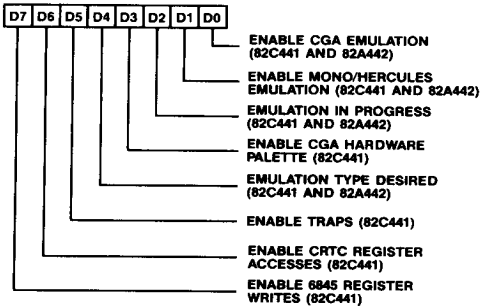 D7 D6 D5 D4 D3 D2 D1 D0
ENABLE CGA EMULATION
(82C441 AND 82A442)
ENABLE MONO/HERCULES
EMULATION (82C441 AND 82A442)
EMULATION IN PROGRESS
(82C441 AND 82A442)
ENABLE CGA HARDWARE
PALETTE (82C441)
EMULATION TYPE DESIRED
(82C441 AND 82A442)
ENABLE TRAPS (82C441)
ENABLE CRTC REGISTER
ACCESSES (82C441)
ENABLE 6845 REGISTER
WRITES (82C441)